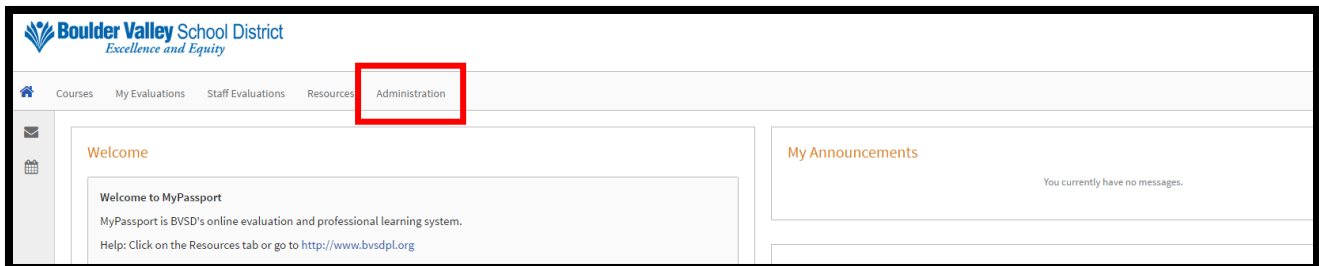 Boulder Valley School District
Excellence and Equity
Courses My Evaluations Staff Evaluations Resources Administration
Welcome
Welcome to MyPassport
MyPassport is BVSD's online evaluation and professional learning system.
Help: Click on the Resources tab or go to http://www.bvsdpl.org
My Announcements
You currently have no messages.